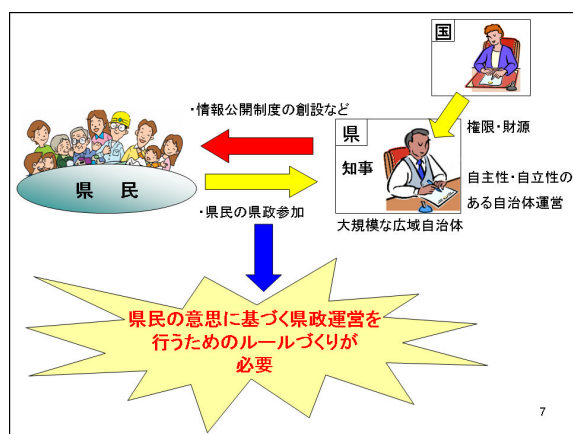 国
・情報公開制度の創設など
県
知事
権限・財源
県　民
自主性・自立性の
ある自治体運営
・県民の県政参加
大規模な広域自治体
県民の意思に基づく県政運営を
行うためのルールづくりが
必要
7